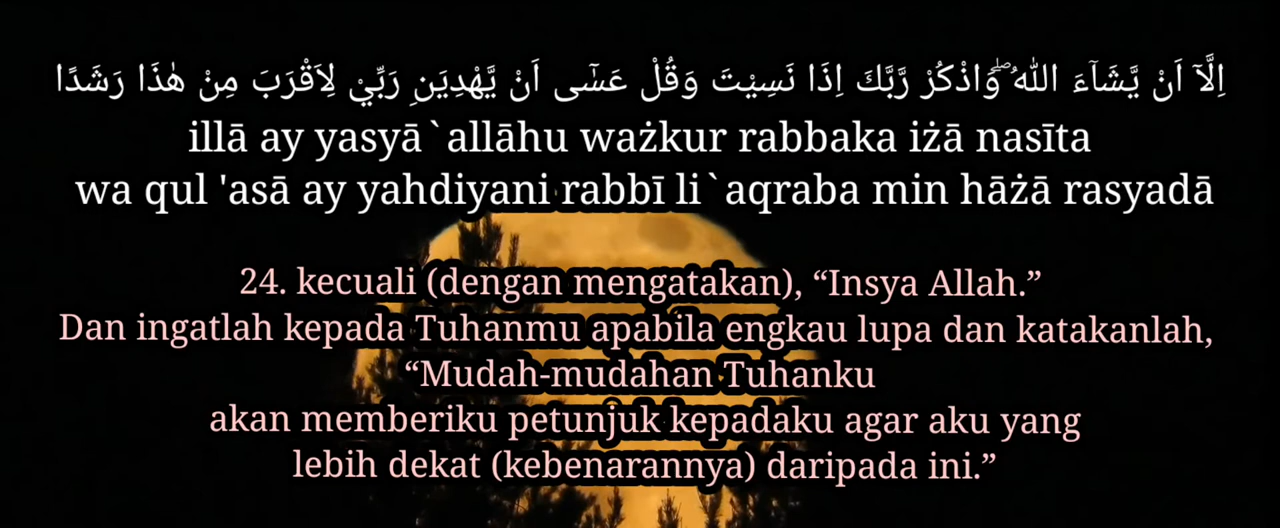 اِلَّآ اَنْ يَّشَاۤءَ اللّٰهُ ۖوَاذْكُرْ رَّبَّكَ اِذَا نَسِيْتَ وَقُلْ عَسٰٓى اَنْ يَّهْدِيَنِ رَبِّيْ لِاَقْرَبَ مِنْ هٰذَا رَشَدًا
illā ay yasyā`allāhu ważkur rabbaka iżā nasīta
wa qul 'asā ay yahdiyani rabbī li`aqraba min hāżā rasyadā
24. kecuali (dengan mengatakan), “Insya Allah.”
Dan ingatlah kepada Tuhanmu apabila engkau lupa dan katakanlah,
“Mudah-mudahan Tuhanku
akan memberiku petunjuk kepadaku agar aku yang
lebih dekat (kebenarannya) daripada ini.”